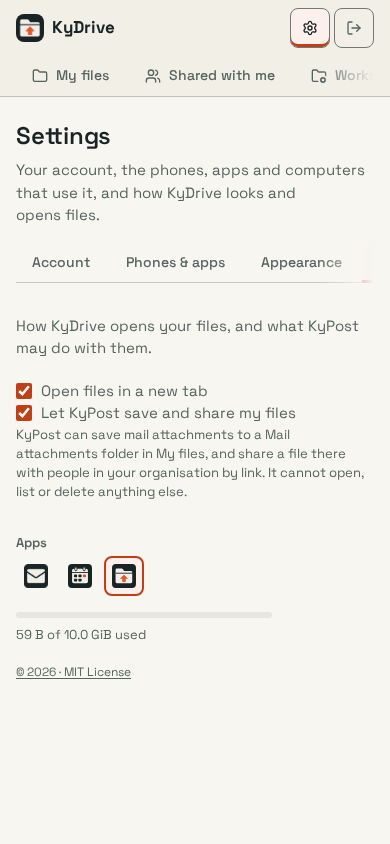 KyDrive
My files
Shared with me
Settings
Your account, the phones, apps and computers
that use it, and how KyDrive looks and
opens files.
Account
Phones & apps
Appearance
How KyDrive opens your files, and what KyPost
may do with them.
Open files in a new tab
Let KyPost save and share my files
KyPost can save mail attachments to a Mail
attachments folder in My files, and share a file there
with people in your organisation by link. It cannot open,
list or delete anything else.
Apps
59 B of 10.0 GiB used
© 2026 · MIT License